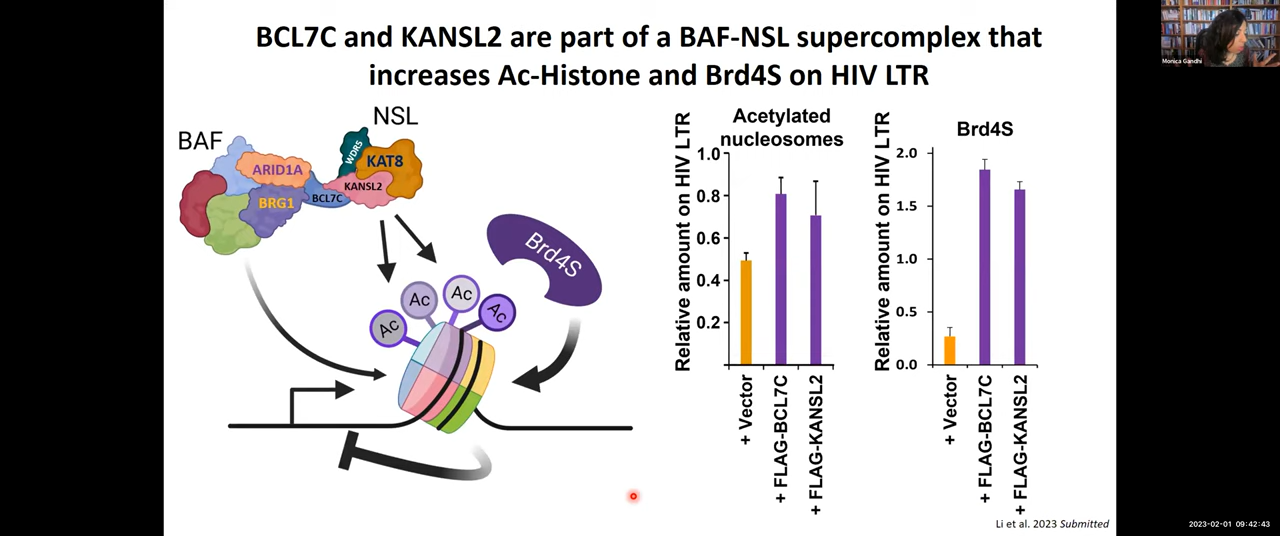 BCL7C and KANSL2 are part of a BAF-NSL supercomplex that
increases Ac-Histone and Brd4S on HIV LTR
Monica Gandhi
BAF
NSL
ARID1A
BRG1
BCL7C
WDR5
KAT8
KANSL2
Brd4S
Ac
Ac
Ac
Ac
Acetylated
nucleosomes
Relative amount on HIV LTR
1.0
0.8
0.6
0.4
0.2
+ Vector
+ FLAG-BCL7C
+ FLAG-KANSL2
Brd4S
Relative amount on HIV LTR
2.0
1.5
1.0
0.5
0.0
+ Vector
+ FLAG-BCL7C
+ FLAG-KANSL2
Li et al. 2023 Submitted
2023-02-01 09:42:43